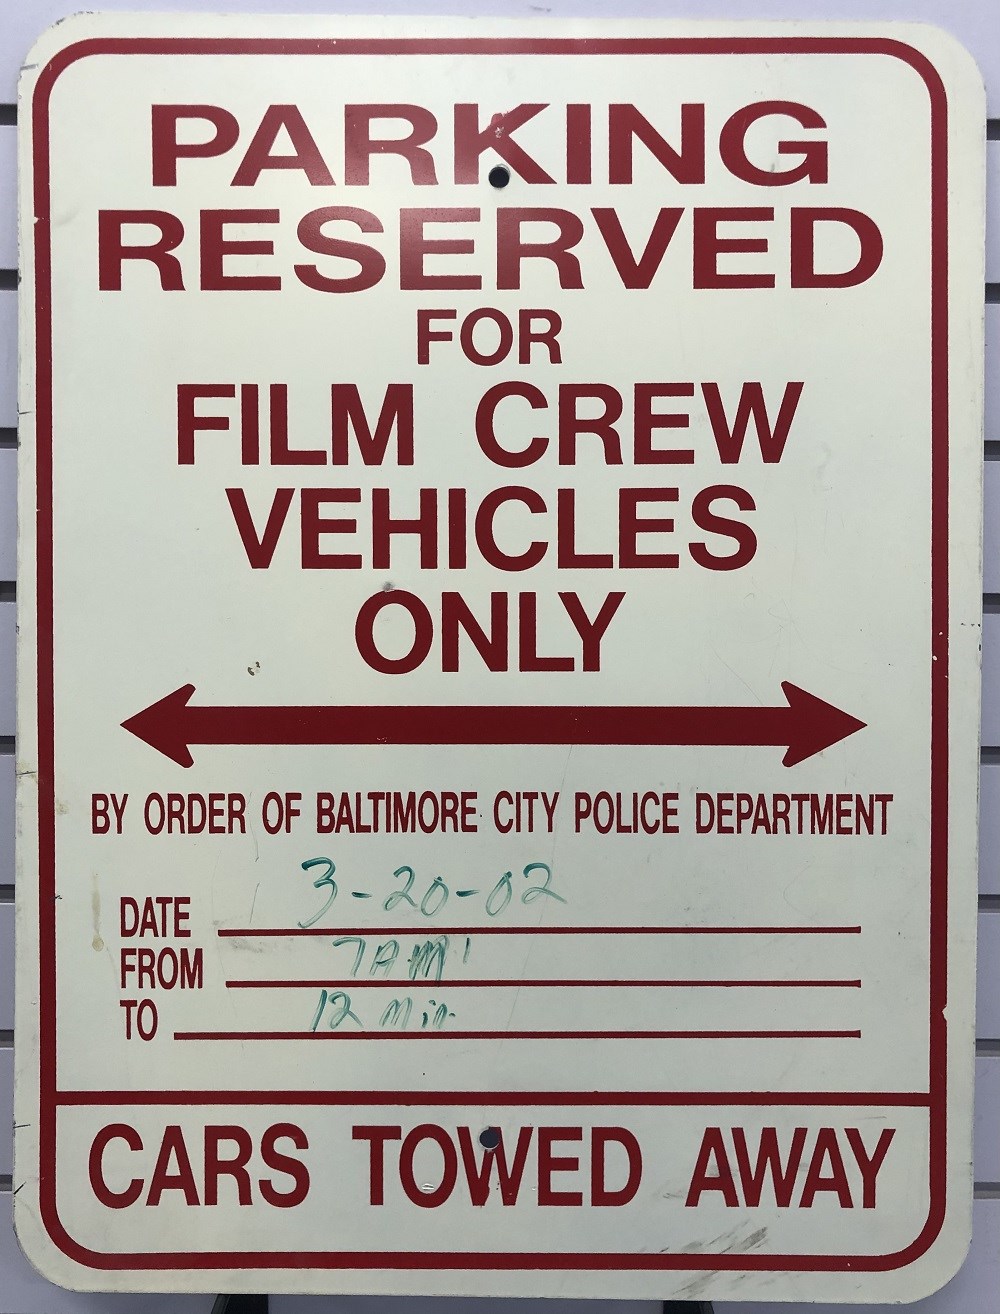 PARKING
RESERVED
FOR
FILM CREW
VEHICLES
ONLY
BY ORDER OF BALTIMORE CITY POLICE DEPARTMENT
DATE 3-20-02
FROM 7AM
TO 12 Min.
CARS TOWED AWAY